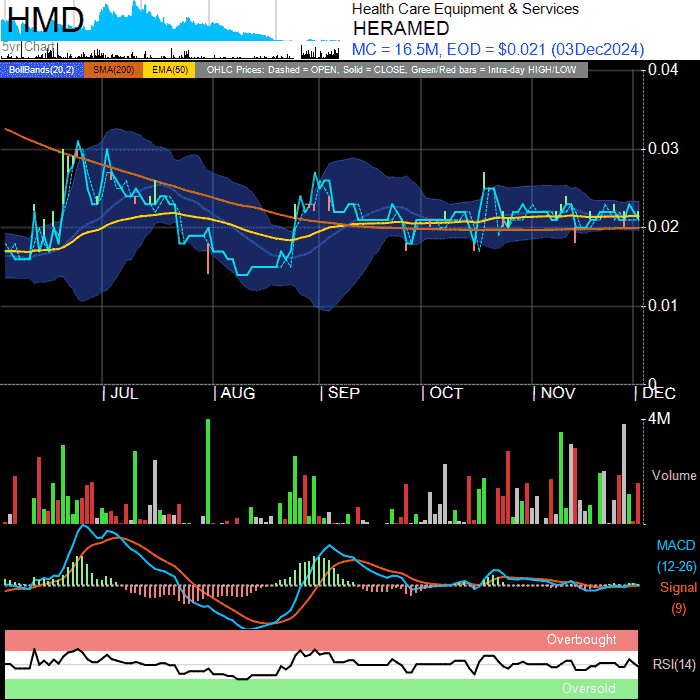 HMD
5yr Chart
Health Care Equipment & Services
HERAMED
MC = 16.5M, EOD = $0.021 (03Dec2024)
BollBands(20,2) SMA(200) EMA(50) OHLC Prices: Dashed = OPEN, Solid = CLOSE, Green/Red bars = Intra-day HIGH/LOW
0.04
0.03
0.02
0.01
0
JUL AUG SEP OCT NOV DEC
4M
Volume
MACD
(12-26)
Signal
(9)
Overbought
RSI(14)
Oversold